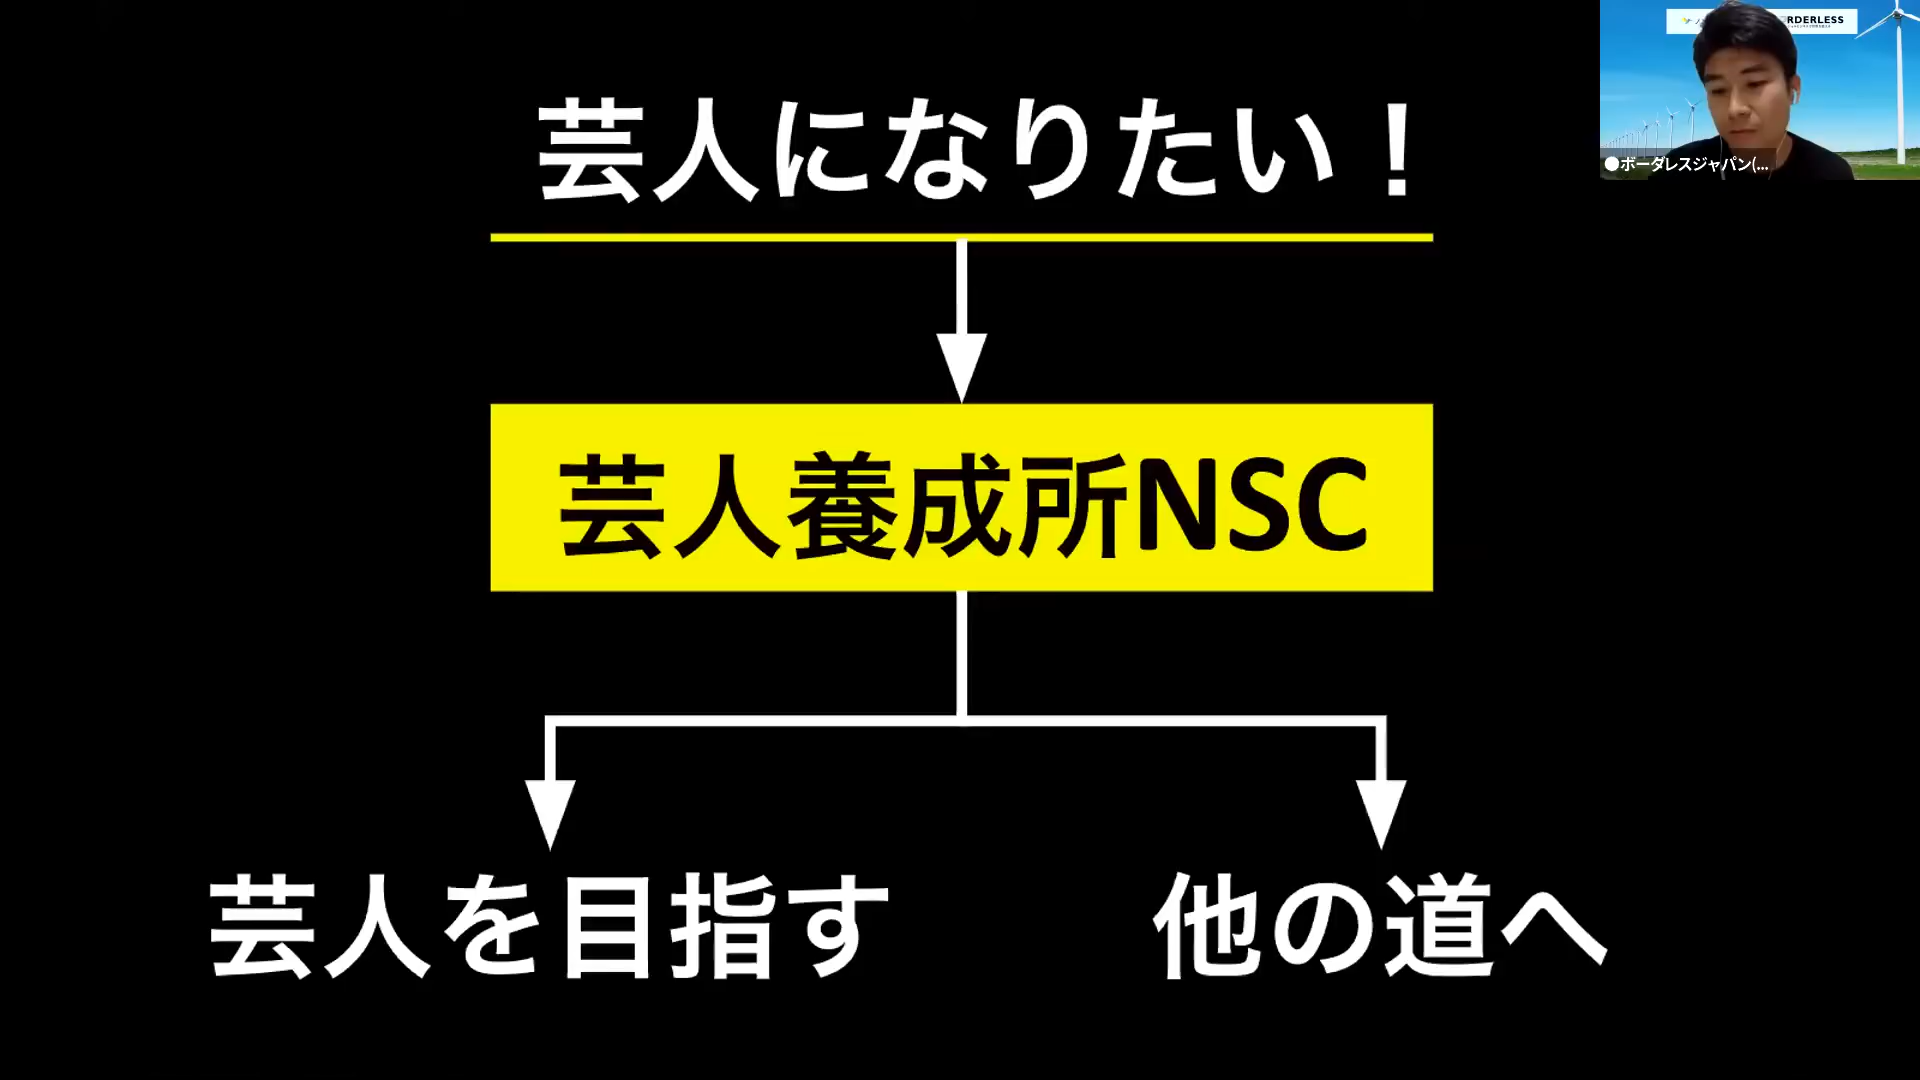 芸人になりたい！
RDERLESS
●ボーダレスジャパン(...
芸人養成所NSC
芸人を目指す
他の道へ